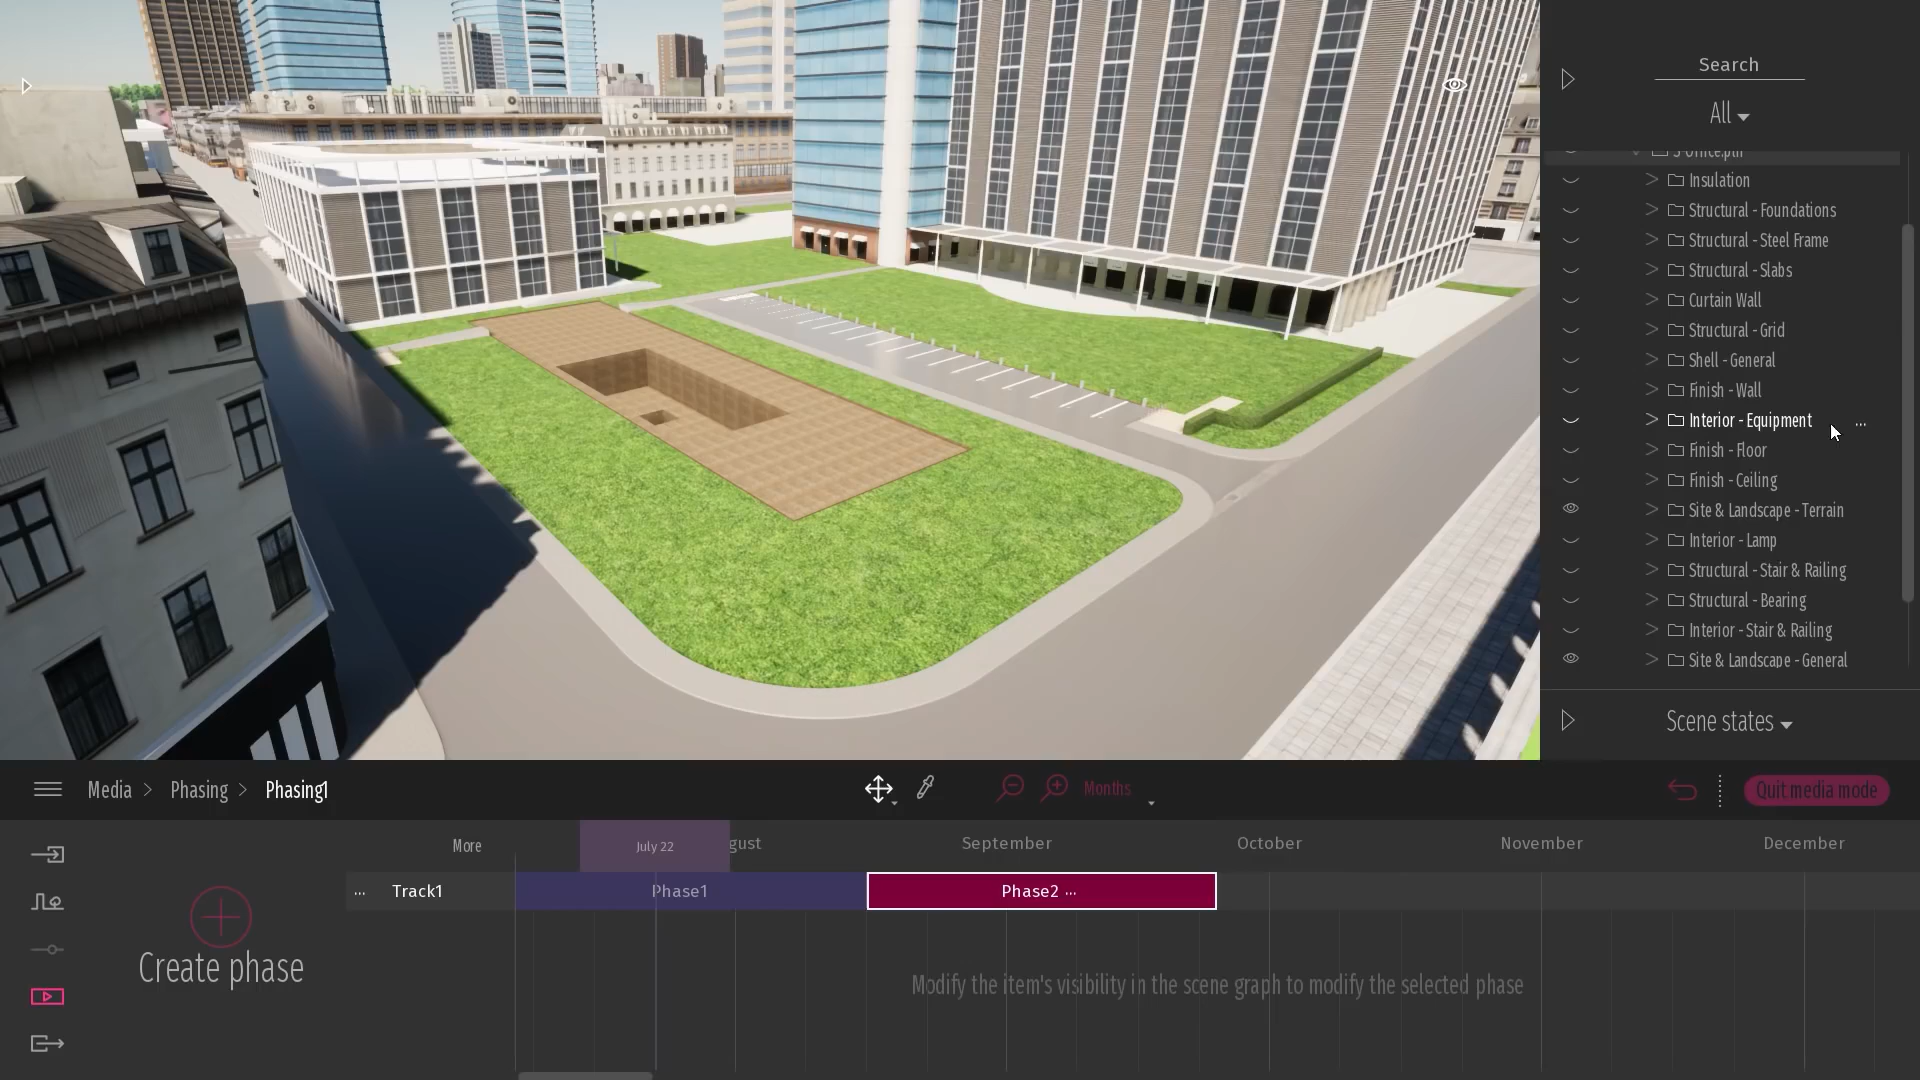 Search
All
3-Office.pln
Insulation
Structural - Foundations
Structural - Steel Frame
Structural - Slabs
Curtain Wall
Structural - Grid
Shell - General
Finish - Wall
Interior - Equipment ...
Finish - Floor
Finish - Ceiling
Site & Landscape - Terrain
Interior - Lamp
Structural - Stair & Railing
Structural - Bearing
Interior - Stair & Railing
Site & Landscape - General
Scene states
Media > Phasing > Phasing1
Months
Quit media mode
More
July 22
gust
September
October
November
December
... Track1
Phase1
Phase2 ...
Create phase
Modify the item's visibility in the scene graph to modify the selected phase